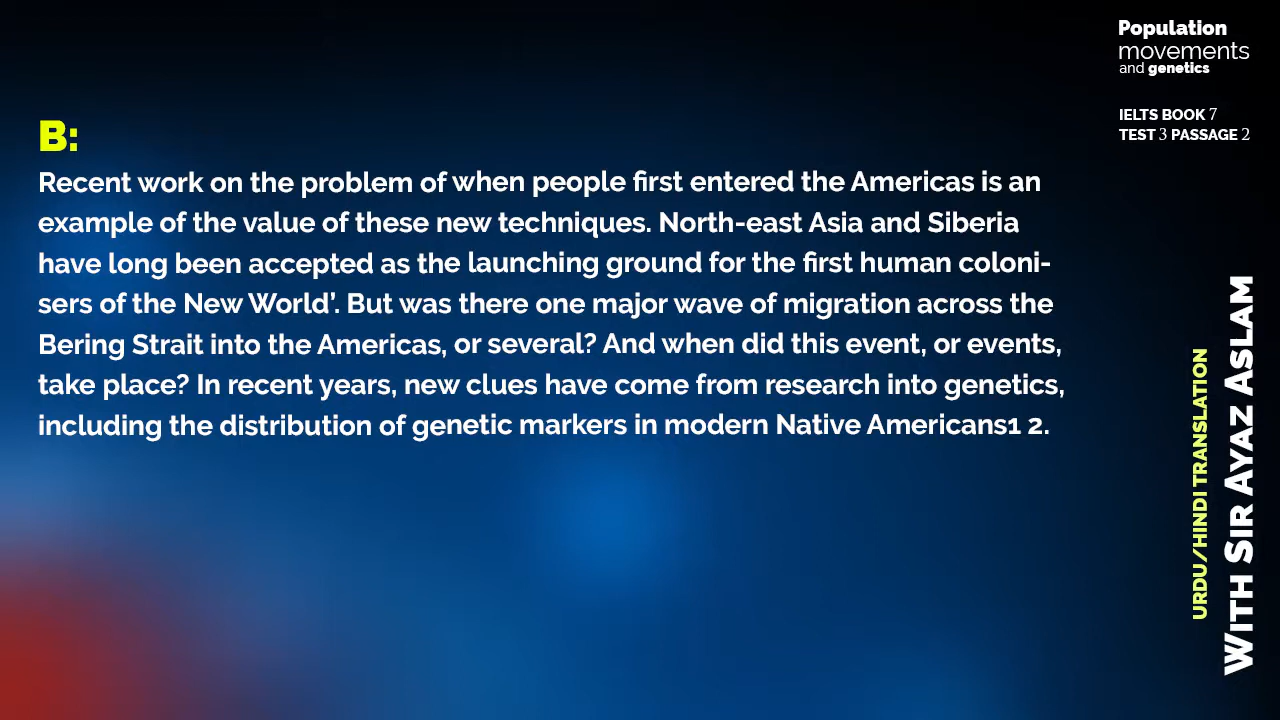 Population
movements
and genetics
IELTS BOOK 7
TEST 3 PASSAGE 2
B:
Recent work on the problem of when people first entered the Americas is an
example of the value of these new techniques. North-east Asia and Siberia
have long been accepted as the launching ground for the first human coloni-
sers of the New World’. But was there one major wave of migration across the
Bering Strait into the Americas, or several? And when did this event, or events,
take place? In recent years, new clues have come from research into genetics,
including the distribution of genetic markers in modern Native Americans1 2.
URDU/HINDI TRANSLATION
WITH SIR AYAZ ASLAM